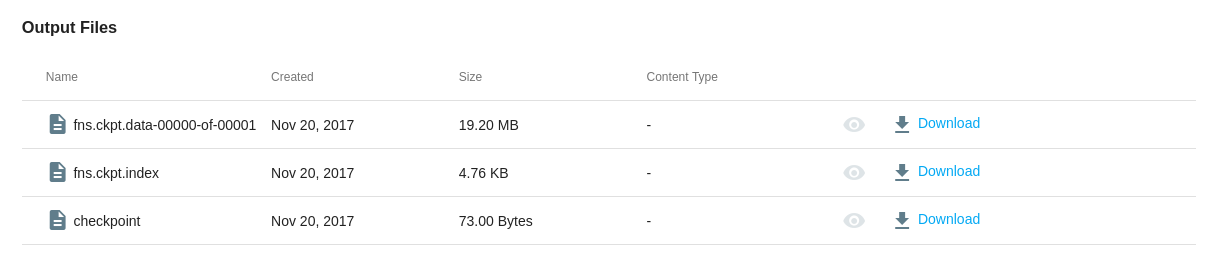 Output Files
Name Created Size Content Type
fns.ckpt.data-00000-of-00001 Nov 20, 2017 19.20 MB - Download
fns.ckpt.index Nov 20, 2017 4.76 KB - Download
checkpoint Nov 20, 2017 73.00 Bytes - Download